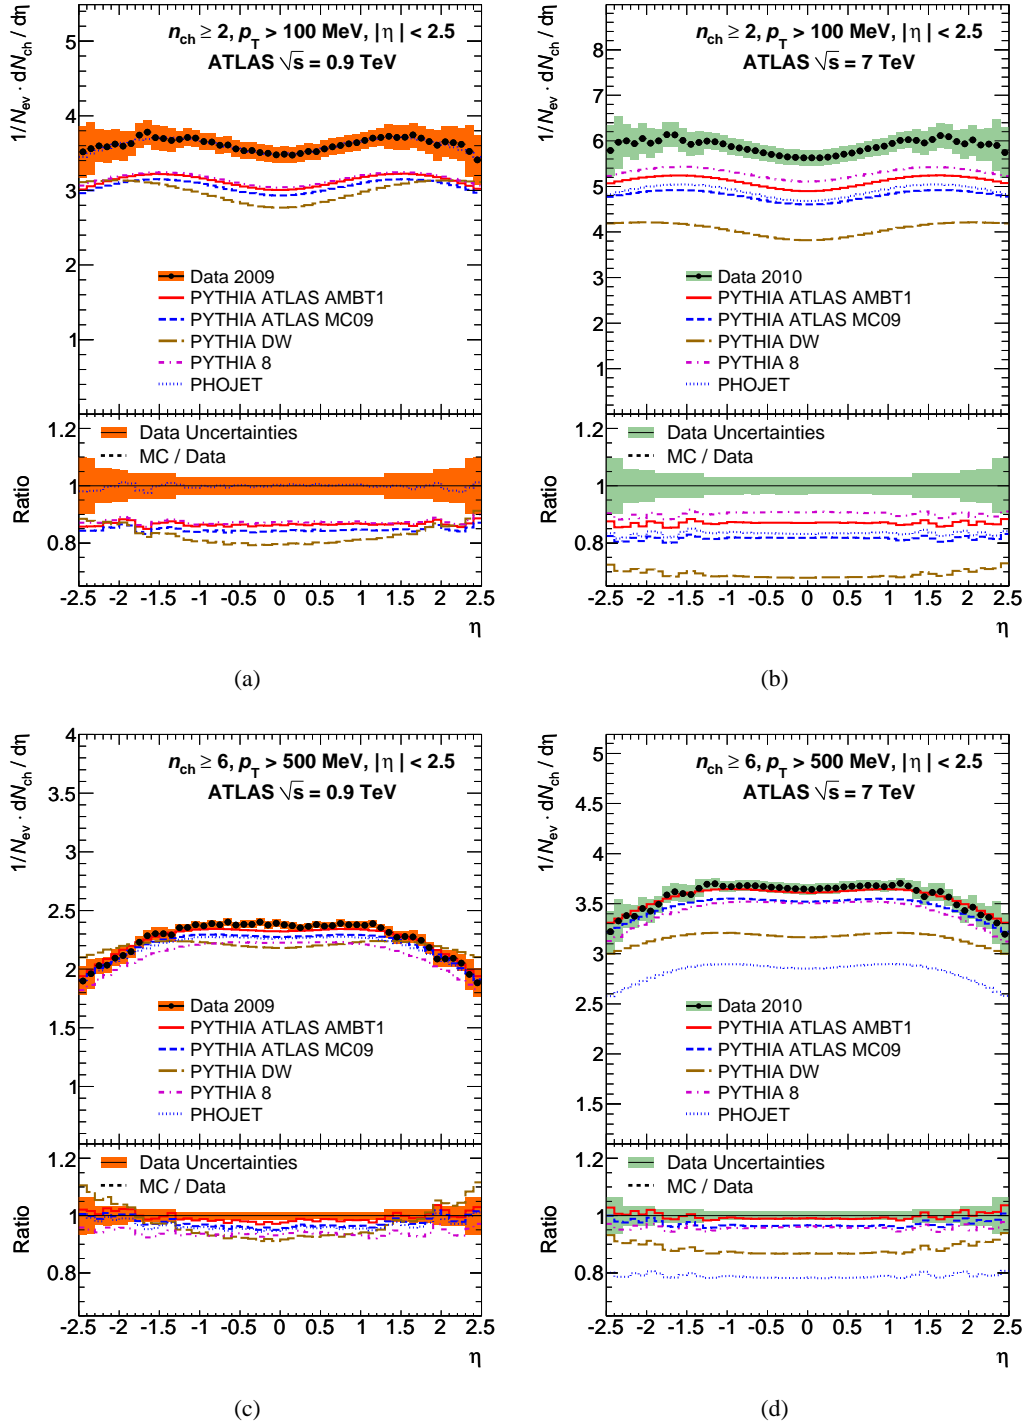 n_ch ≥ 2, p_T > 100 MeV, |η| < 2.5
ATLAS √s = 0.9 TeV
1/N_ev · dN_ch / dη
5
4
3
2
1
Data 2009
PYTHIA ATLAS AMBT1
PYTHIA ATLAS MC09
PYTHIA DW
PYTHIA 8
PHOJET
Ratio
1.2
1
0.8
Data Uncertainties
MC / Data
-2.5 -2 -1.5 -1 -0.5 0 0.5 1 1.5 2 2.5
η
(a)
n_ch ≥ 2, p_T > 100 MeV, |η| < 2.5
ATLAS √s = 7 TeV
1/N_ev · dN_ch / dη
8
7
6
5
4
3
2
1
Data 2010
PYTHIA ATLAS AMBT1
PYTHIA ATLAS MC09
PYTHIA DW
PYTHIA 8
PHOJET
Ratio
1.2
1
0.8
Data Uncertainties
MC / Data
-2.5 -2 -1.5 -1 -0.5 0 0.5 1 1.5 2 2.5
η
(b)
n_ch ≥ 6, p_T > 500 MeV, |η| < 2.5
ATLAS √s = 0.9 TeV
1/N_ev · dN_ch / dη
4
3.5
3
2.5
2
1.5
1
Data 2009
PYTHIA ATLAS AMBT1
PYTHIA ATLAS MC09
PYTHIA DW
PYTHIA 8
PHOJET
Ratio
1.2
1
0.8
Data Uncertainties
MC / Data
-2.5 -2 -1.5 -1 -0.5 0 0.5 1 1.5 2 2.5
η
(c)
n_ch ≥ 6, p_T > 500 MeV, |η| < 2.5
ATLAS √s = 7 TeV
1/N_ev · dN_ch / dη
5
4.5
4
3.5
3
2.5
2
1.5
Data 2010
PYTHIA ATLAS AMBT1
PYTHIA ATLAS MC09
PYTHIA DW
PYTHIA 8
PHOJET
Ratio
1.2
1
0.8
Data Uncertainties
MC / Data
-2.5 -2 -1.5 -1 -0.5 0 0.5 1 1.5 2 2.5
η
(d)